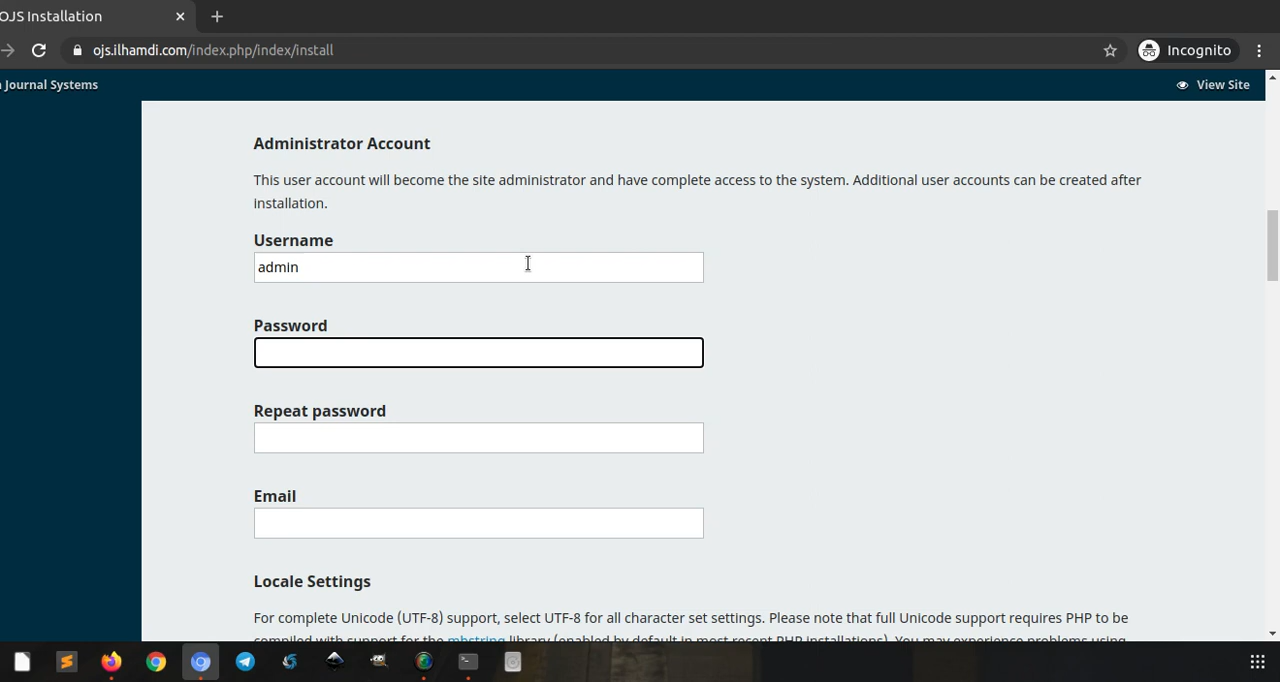 OJS Installation
ojs.ilhamdi.com/index.php/index/install
Incognito
Journal Systems
View Site
Administrator Account
This user account will become the site administrator and have complete access to the system. Additional user accounts can be created after
installation.
Username
admin
Password
Repeat password
Email
Locale Settings
For complete Unicode (UTF-8) support, select UTF-8 for all character set settings. Please note that full Unicode support requires PHP to be
compiled with support for the mbstring library (enabled by default in most recent PHP installations). You may experience problems using